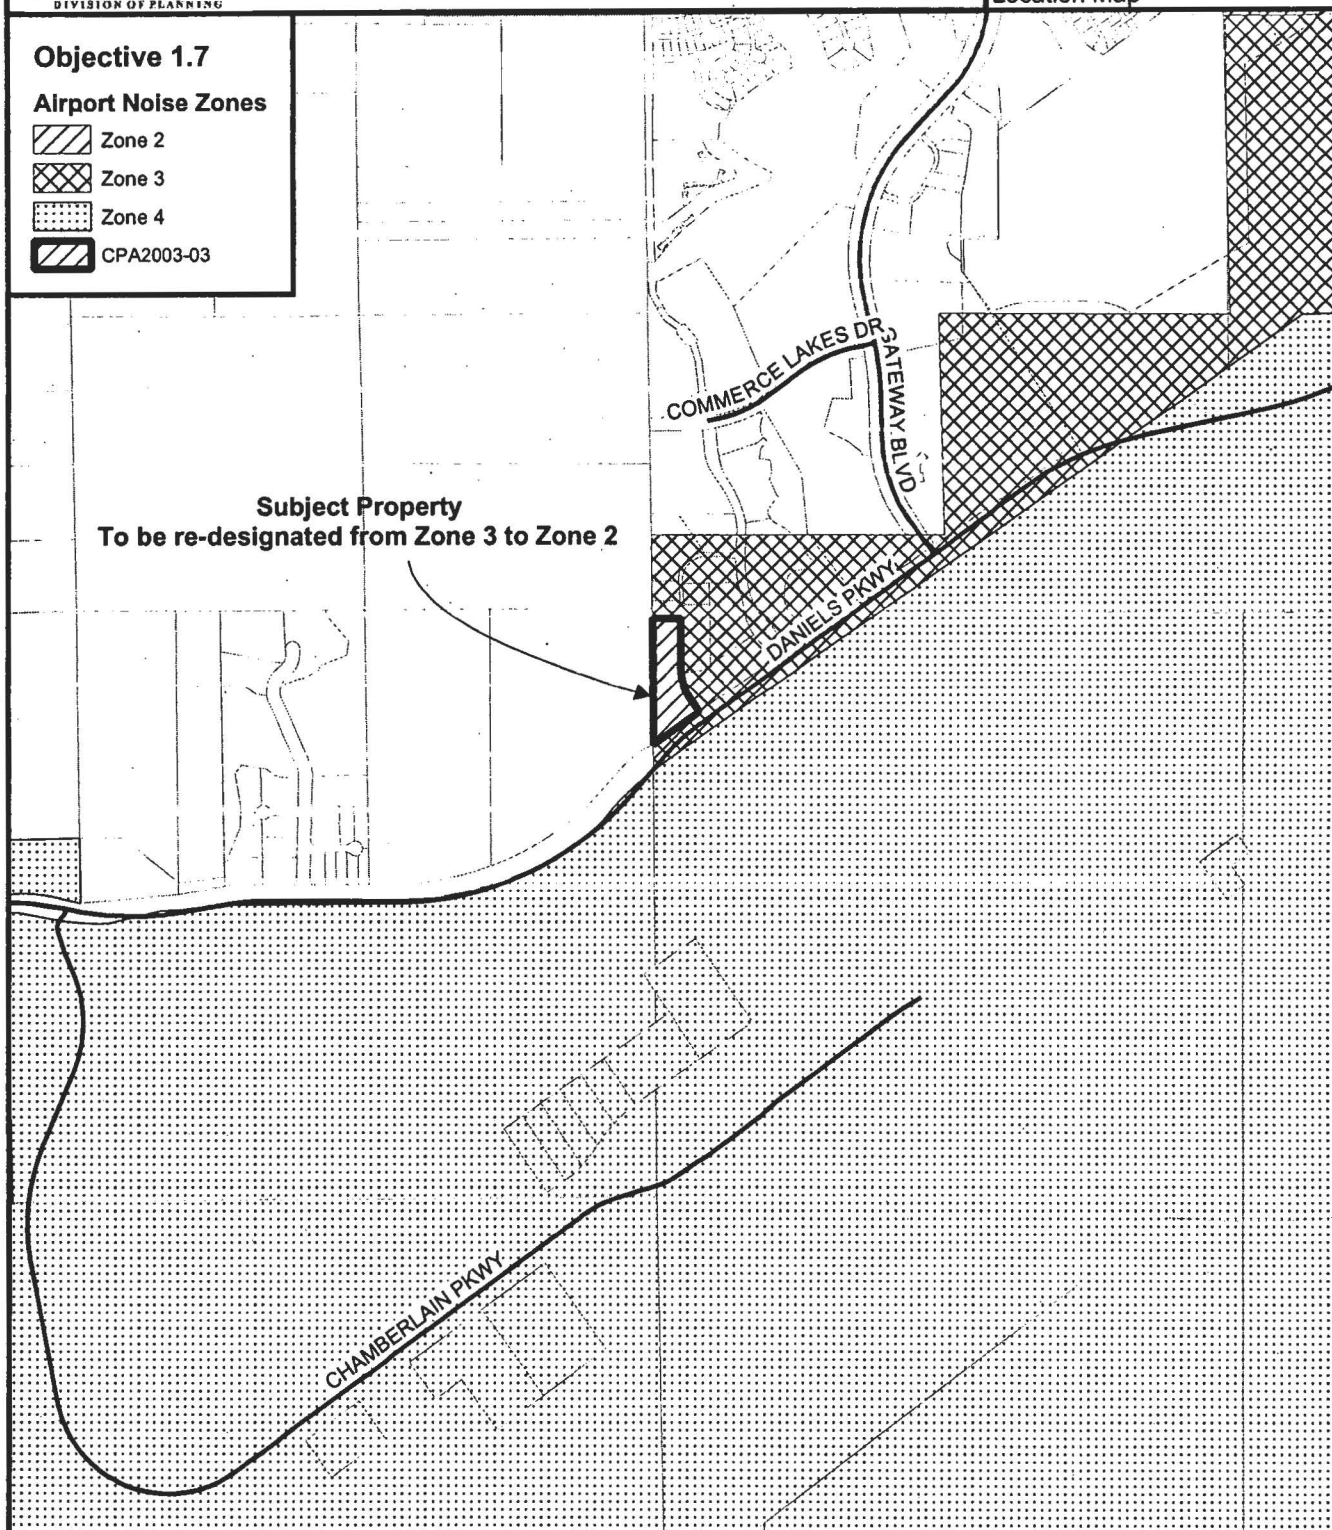 DIVISION OF PLANNING
Location Map
Objective 1.7
Airport Noise Zones
Zone 2
Zone 3
Zone 4
CPA2003-03
COMMERCE LAKES DR
GATEWAY BLVD
Subject Property
To be re-designated from Zone 3 to Zone 2
DANIELS PKWY
CHAMBERLAIN PKWY